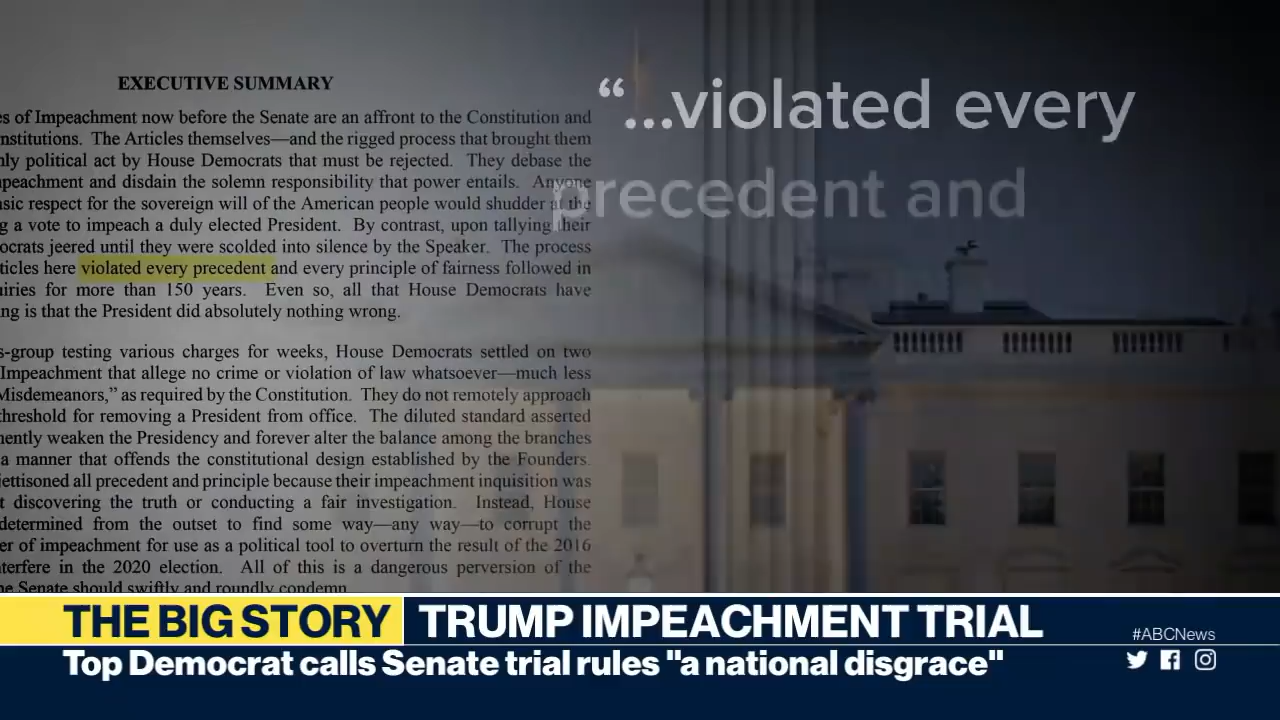 EXECUTIVE SUMMARY
es of Impeachment now before the Senate are an affront to the Constitution and
nstitutions. The Articles themselves—and the rigged process that brought them
nly political act by House Democrats that must be rejected. They debase the
mpeachment and disdain the solemn responsibility that power entails. Anyone
asic respect for the sovereign will of the American people would shudder at the
g a vote to impeach a duly elected President. By contrast, upon tallying their
ocrats jeered until they were scolded into silence by the Speaker. The process
ticles here violated every precedent and every principle of fairness followed in
uiries for more than 150 years. Even so, all that House Democrats have
ng is that the President did absolutely nothing wrong.
s-group testing various charges for weeks, House Democrats settled on two
Impeachment that allege no crime or violation of law whatsoever—much less
Misdemeanors,” as required by the Constitution. They do not remotely approach
threshold for removing a President from office. The diluted standard asserted
nently weaken the Presidency and forever alter the balance among the branches
a manner that offends the constitutional design established by the Founders.
jettisoned all precedent and principle because their impeachment inquisition was
t discovering the truth or conducting a fair investigation. Instead, House
determined from the outset to find some way—any way—to corrupt the
er of impeachment for use as a political tool to overturn the result of the 2016
nterfere in the 2020 election. All of this is a dangerous perversion of the
ne Senate should swiftly and roundly condemn.
“...violated every
precedent and
THE BIG STORY
TRUMP IMPEACHMENT TRIAL
#ABCNews
Top Democrat calls Senate trial rules "a national disgrace"